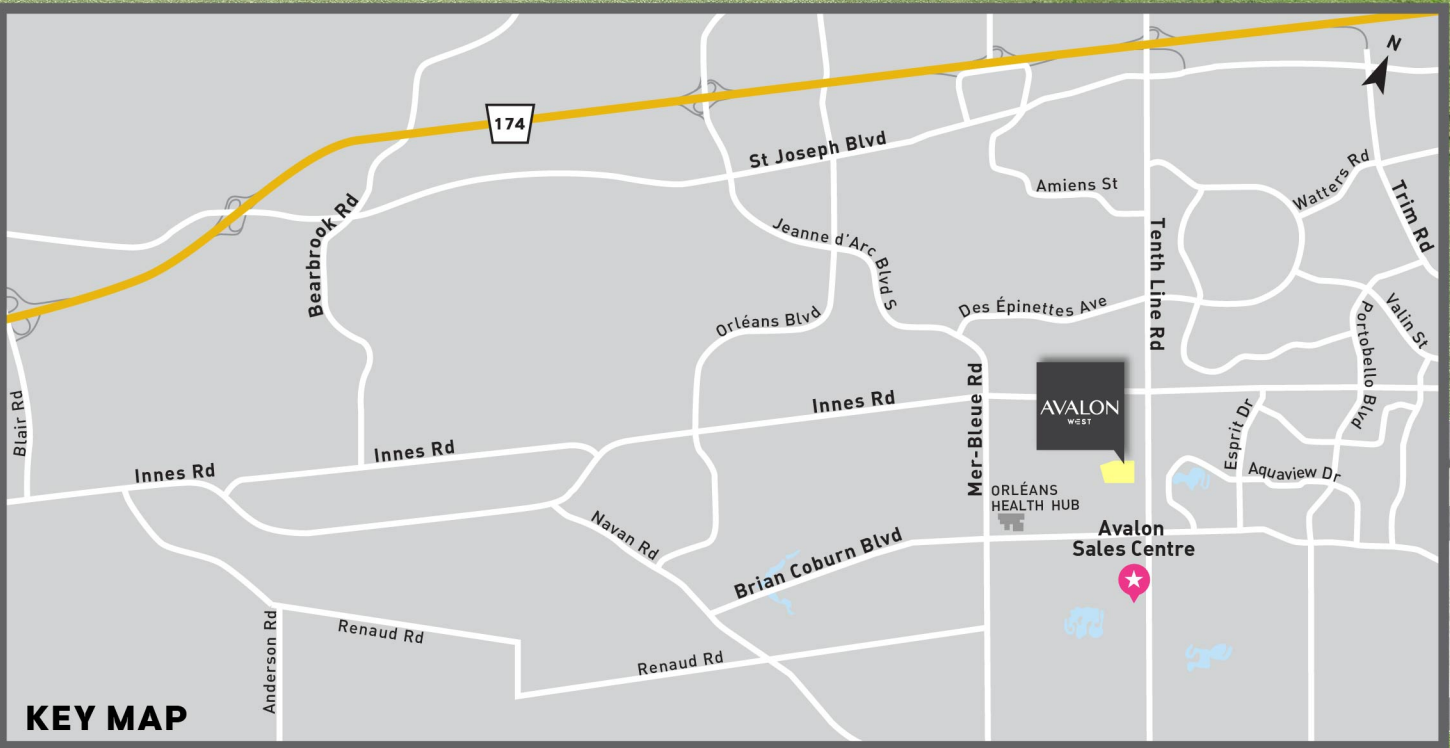 N
174
St Joseph Blvd
Watters Rd
Amiens St
Trim Rd
Bearbrook Rd
Jeanne d'Arc Blvd S
Tenth Line Rd
Des Épinettes Ave
Orléans Blvd
Portobello Blvd
Valin St
Blair Rd
Innes Rd
AVALON
WEST
Mer-Bleue Rd
Esprit Dr
Innes Rd
Innes Rd
Aquaview Dr
ORLÉANS
HEALTH HUB
Navan Rd
Avalon
Sales Centre
Brian Coburn Blvd
Anderson Rd
Renaud Rd
Renaud Rd
KEY MAP